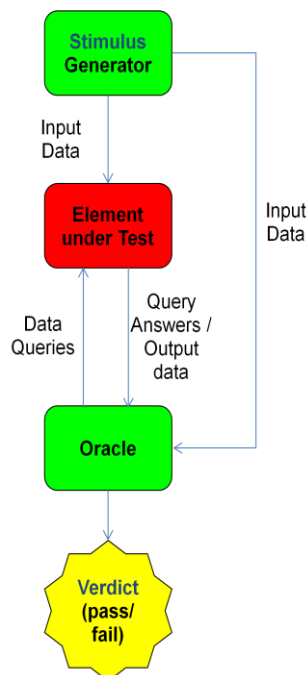 Stimulus
Generator
Input
Data
Input
Data
Element
under Test
Data
Queries
Query
Answers /
Output
data
Oracle
Verdict
(pass/
fail)